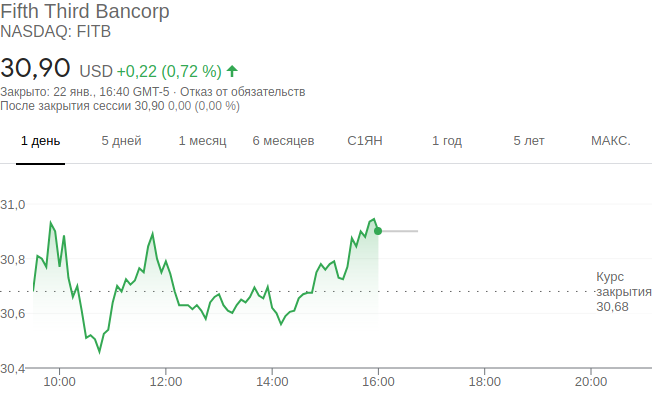 Fifth Third Bancorp
NASDAQ: FITB
30,90 USD +0,22 (0,72 %)
Закрыто: 22 янв., 16:40 GMT-5 · Отказ от обязательств
После закрытия сессии 30,90 0,00 (0,00 %)
1 день 5 дней 1 месяц 6 месяцев С1ЯН 1 год 5 лет МАКС.
31,0
30,8
Курс
закрытия
30,68
30,6
30,4
10:00 12:00 14:00 16:00 18:00 20:00